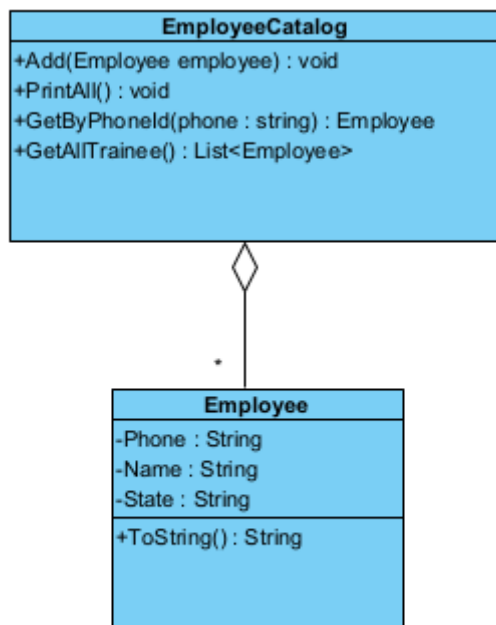 EmployeeCatalog
+Add(Employee employee) : void
+PrintAll() : void
+GetByPhoneId(phone : string) : Employee
+GetAllTrainee() : List<Employee>
*
Employee
-Phone : String
-Name : String
-State : String
+ToString() : String